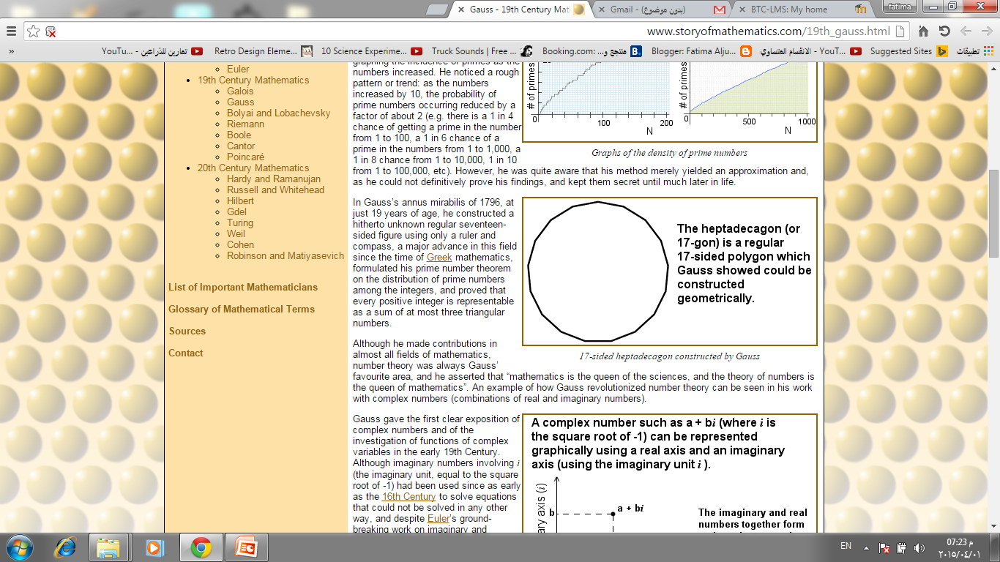 fatima
Gauss - 19th Century Mat
Gmail - (بدون موضوع)
BTC-LMS: My home
www.storyofmathematics.com/19th_gauss.html
»
YouTube - تمارين للذراعين
Retro Design Eleme...
10 Science Experime...
Truck Sounds | Free ...
Booking.com: منتجع و...
Blogger: Fatima Alju...
YouT... - الانقسام المتساوي
Suggested Sites
تطبيقات
Euler
19th Century Mathematics
Galois
Gauss
Bolyai and Lobachevsky
Riemann
Boole
Cantor
Poincaré
20th Century Mathematics
Hardy and Ramanujan
Russell and Whitehead
Hilbert
Gdel
Turing
Weil
Cohen
Robinson and Matiyasevich
List of Important Mathematicians
Glossary of Mathematical Terms
Sources
Contact
graphing the incidence of primes as the
numbers increased. He noticed a rough
pattern or trend: as the numbers
increased by 10, the probability of
prime numbers occurring reduced by a
factor of about 2 (e.g. there is a 1 in 4
chance of getting a prime in the number
from 1 to 100, a 1 in 6 chance of a
prime in the numbers from 1 to 1,000, a
1 in 8 chance from 1 to 10,000, 1 in 10
from 1 to 100,000, etc). However, he was quite aware that his method merely yielded an approximation and,
as he could not definitively prove his findings, and kept them secret until much later in life.
# of primes
0
100
200
N
# of primes
0
500
1000
N
Graphs of the density of prime numbers
In Gauss's annus mirabilis of 1796, at
just 19 years of age, he constructed a
hitherto unknown regular seventeen-
sided figure using only a ruler and
compass, a major advance in this field
since the time of Greek mathematics,
formulated his prime number theorem
on the distribution of prime numbers
among the integers, and proved that
every positive integer is representable
as a sum of at most three triangular
numbers.
The heptadecagon (or
17-gon) is a regular
17-sided polygon which
Gauss showed could be
constructed
geometrically.
17-sided heptadecagon constructed by Gauss
Although he made contributions in
almost all fields of mathematics,
number theory was always Gauss'
favourite area, and he asserted that “mathematics is the queen of the sciences, and the theory of numbers is
the queen of mathematics”. An example of how Gauss revolutionized number theory can be seen in his work
with complex numbers (combinations of real and imaginary numbers).
Gauss gave the first clear exposition of
complex numbers and of the
investigation of functions of complex
variables in the early 19th Century.
Although imaginary numbers involving i
(the imaginary unit, equal to the square
root of -1) had been used since as early
as the 16th Century to solve equations
that could not be solved in any other
way, and despite Euler's ground-
breaking work on imaginary and
A complex number such as a + bi (where i is
the square root of -1) can be represented
graphically using a real axis and an imaginary
axis (using the imaginary unit i ).
ary axis (i)
b
a + bi
The imaginary and real
numbers together form
EN
07:23 م
٢٠١٥/٠٤/٠١